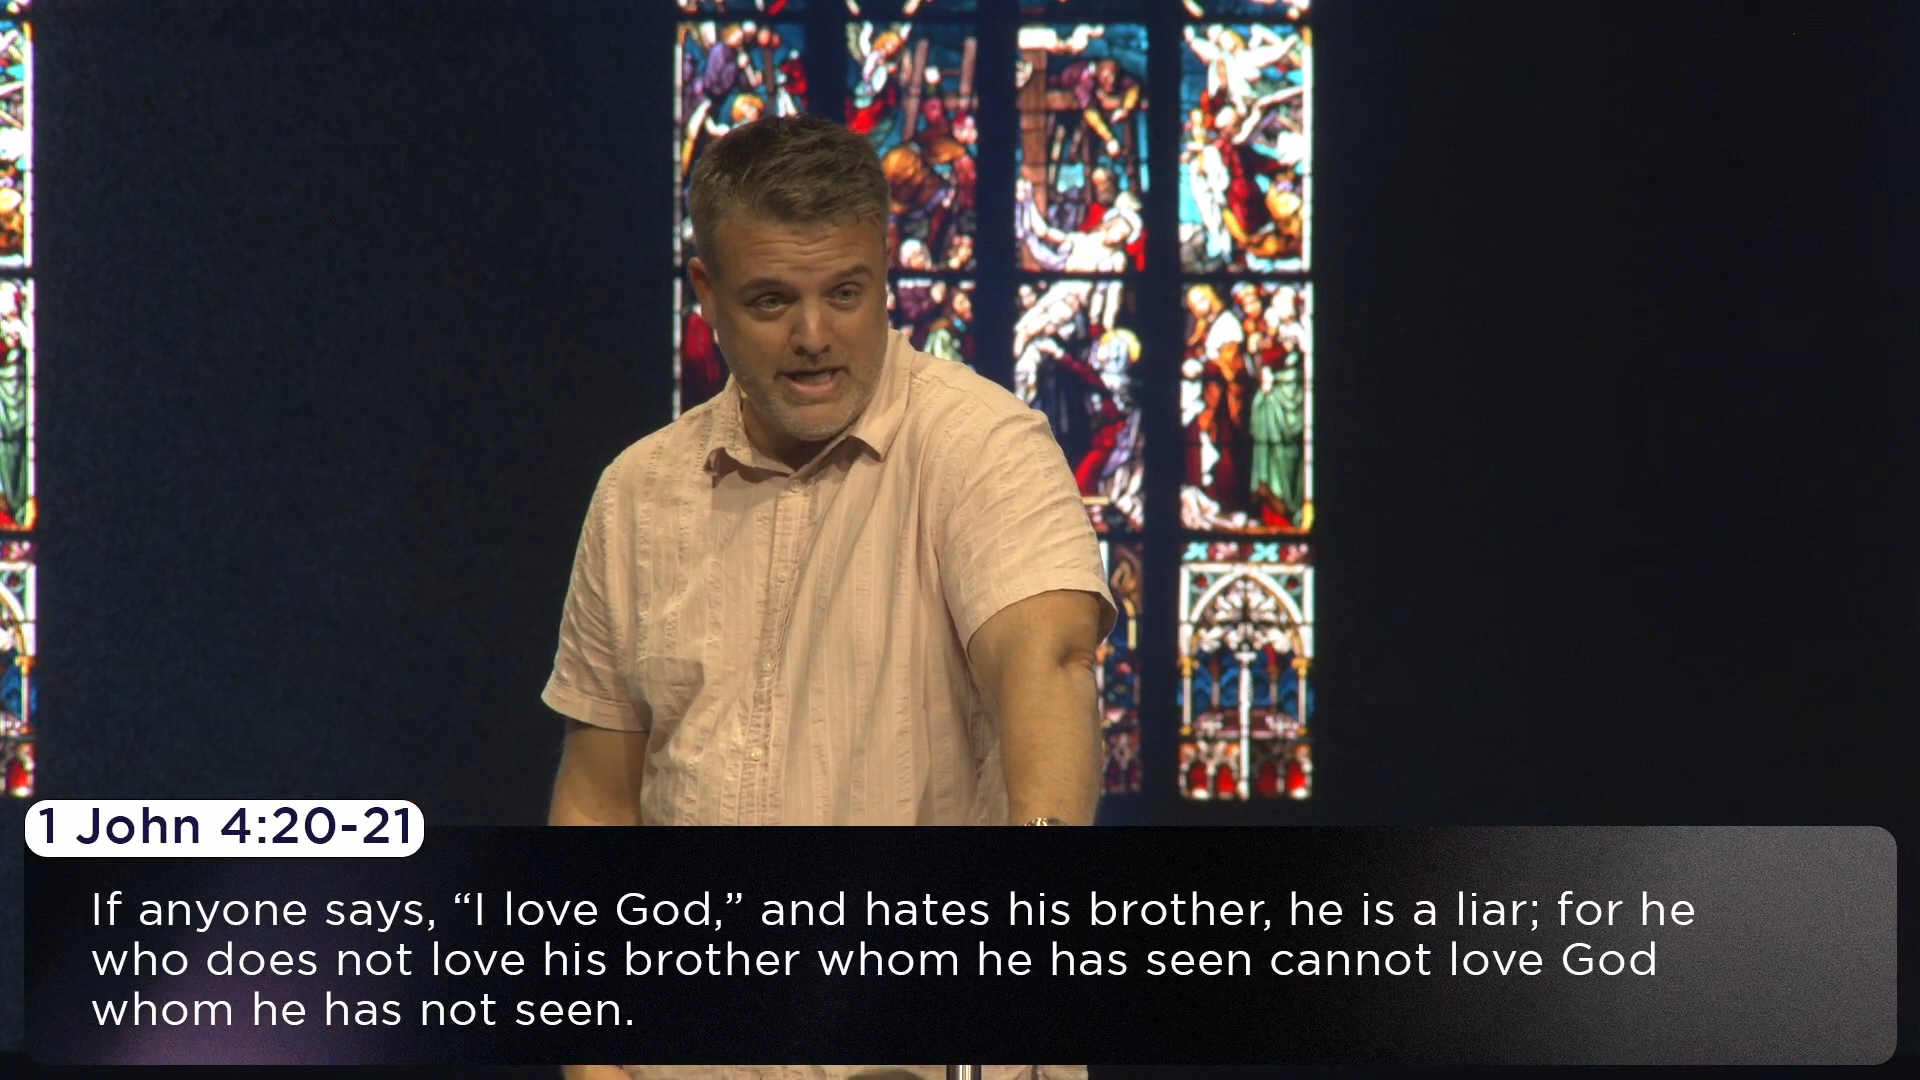 1 John 4:20-21
If anyone says, “I love God,” and hates his brother, he is a liar; for he
who does not love his brother whom he has seen cannot love God
whom he has not seen.